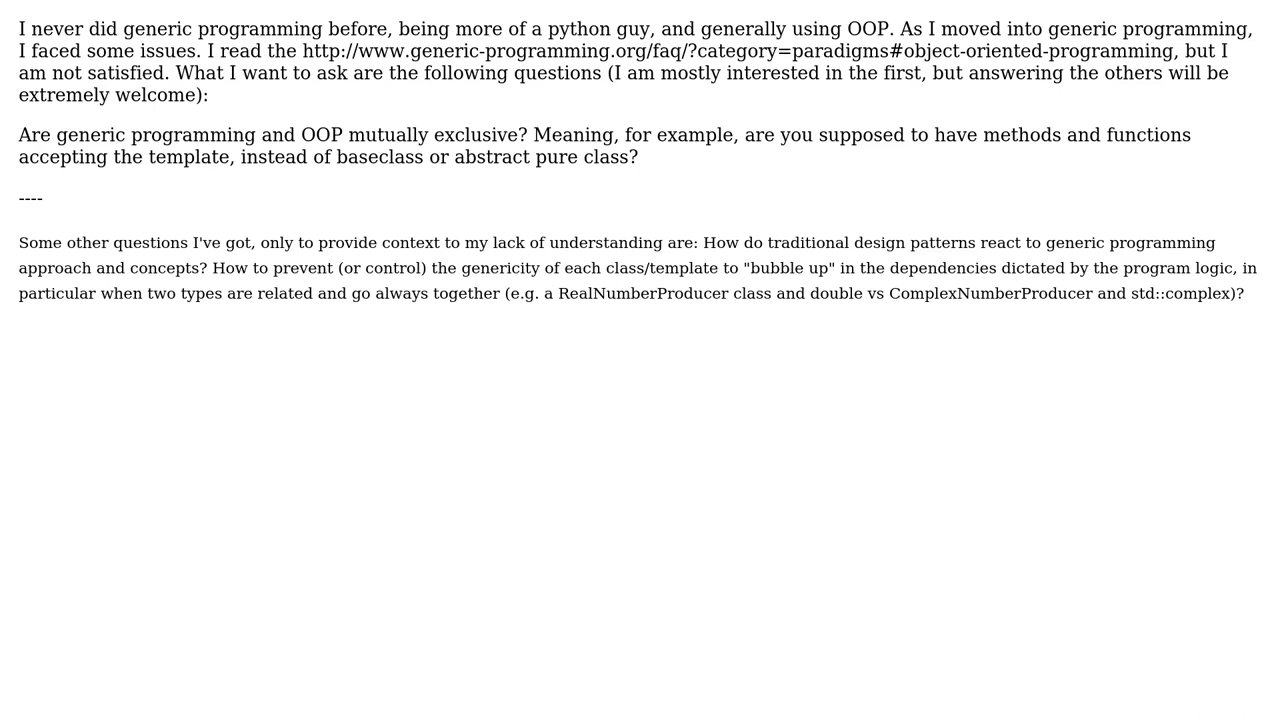 I never did generic programming before, being more of a python guy, and generally using OOP. As I moved into generic programming,
I faced some issues. I read the http://www.generic-programming.org/faq/?category=paradigms#object-oriented-programming, but I
am not satisfied. What I want to ask are the following questions (I am mostly interested in the first, but answering the others will be
extremely welcome):
Are generic programming and OOP mutually exclusive? Meaning, for example, are you supposed to have methods and functions
accepting the template, instead of baseclass or abstract pure class?
----
Some other questions I've got, only to provide context to my lack of understanding are: How do traditional design patterns react to generic programming
approach and concepts? How to prevent (or control) the genericity of each class/template to "bubble up" in the dependencies dictated by the program logic, in
particular when two types are related and go always together (e.g. a RealNumberProducer class and double vs ComplexNumberProducer and std::complex)?